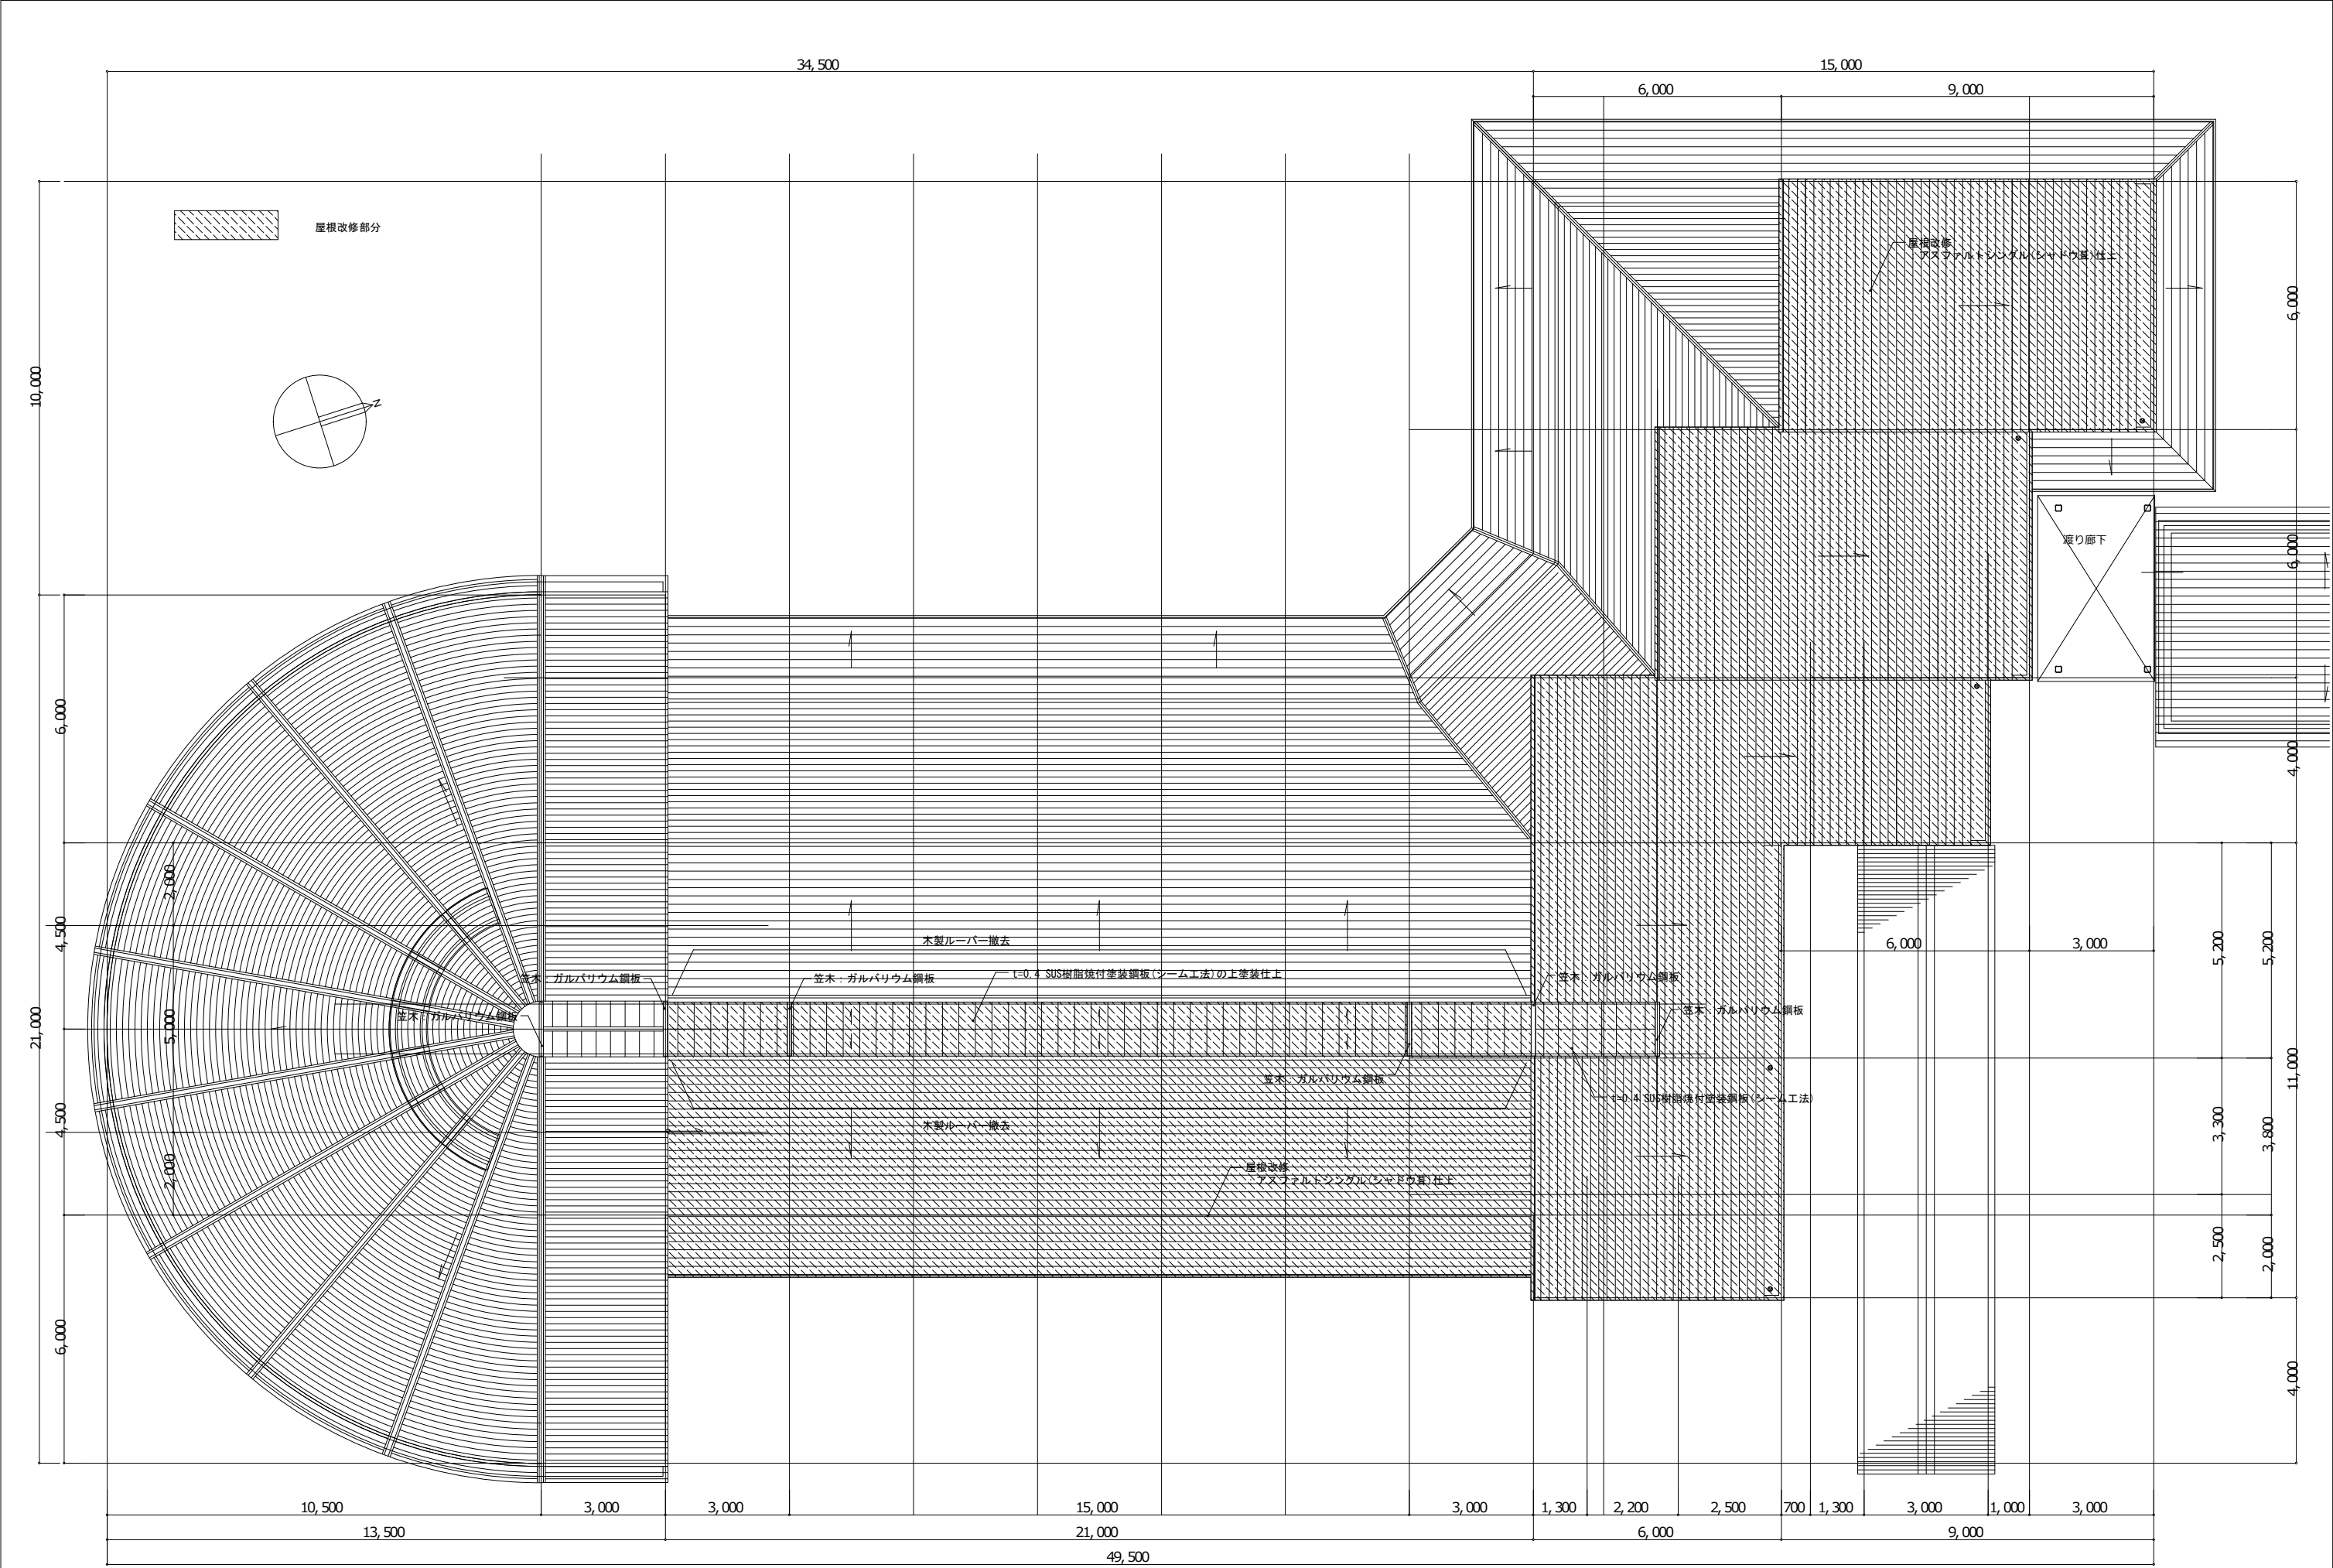 34,500
15,000
6,000
9,000
屋根改修部分
屋根改修
アスファルトシングル(シャドウ葺)仕上
6,000
10,000
N
渡り廊下
6,000
6,000
4,000
2,000
4,500
木製ルーバー撤去
6,000
3,000
5,200
5,200
笠木：ガルバリウム鋼板
笠木：ガルバリウム鋼板
t=0.4 SUS樹脂焼付塗装鋼板(シーム工法)の上塗装仕上
笠木：ガルバリウム鋼板
笠木：ガルバリウム鋼板
笠木：ガルバリウム鋼板
21,000
5,000
11,000
笠木：ガルバリウム鋼板
t=0.4 SUS樹脂焼付塗装鋼板(シーム工法)
4,500
木製ルーバー撤去
3,300
3,800
2,000
屋根改修
アスファルトシングル(シャドウ葺)仕上
2,500
2,000
6,000
4,000
10,500
3,000
3,000
15,000
3,000
1,300
2,200
2,500
700
1,300
3,000
1,000
3,000
13,500
21,000
6,000
9,000
49,500